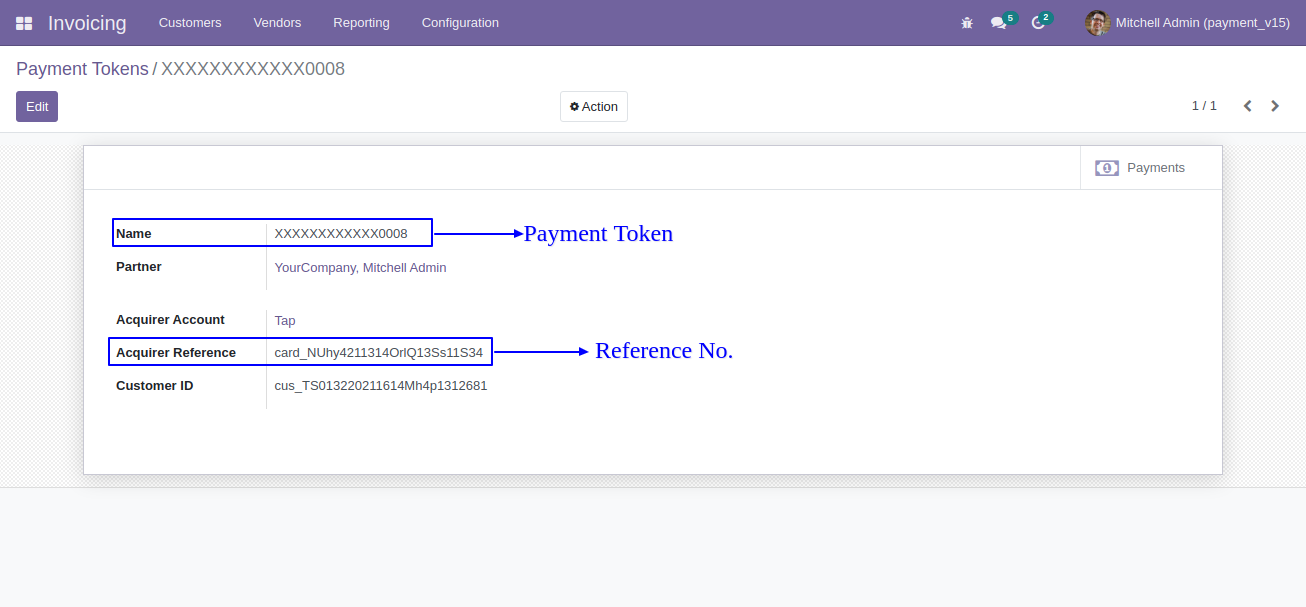 Invoicing Customers Vendors Reporting Configuration 5 2 Mitchell Admin (payment_v15)
Payment Tokens / XXXXXXXXXXXX0008
Edit Action 1 / 1
1 Payments
Name XXXXXXXXXXXX0008 Payment Token
Partner YourCompany, Mitchell Admin
Acquirer Account Tap
Acquirer Reference card_NUhy4211314OrlQ13Ss11S34 Reference No.
Customer ID cus_TS013220211614Mh4p1312681